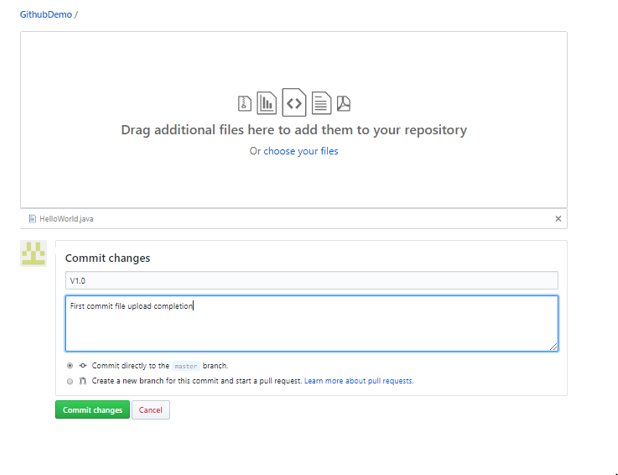 GithubDemo /
Drag additional files here to add them to your repository
Or choose your files
HelloWorld.java
Commit changes
V1.0
First commit file upload completion
Commit directly to the master branch.
Create a new branch for this commit and start a pull request. Learn more about pull requests.
Commit changes Cancel